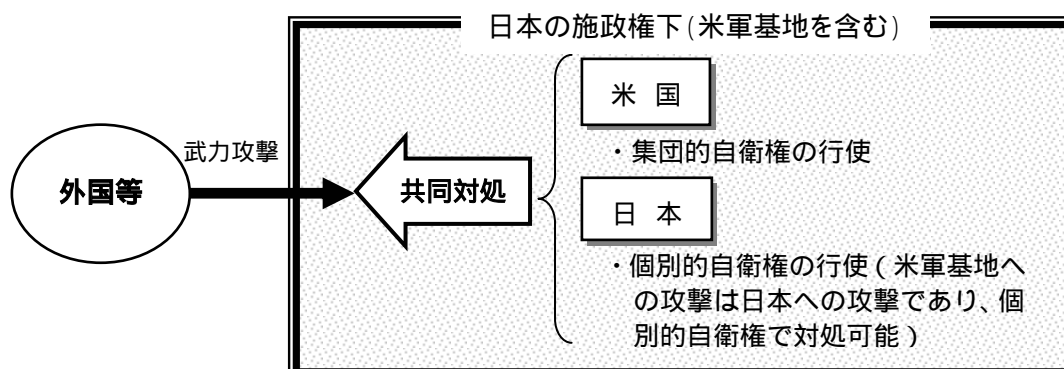 日本の施政権下(米軍基地を含む)
米 国
・集団的自衛権の行使
武力攻撃
外国等
共同対処
日 本
・個別的自衛権の行使(米軍基地へ
の攻撃は日本への攻撃であり、個
別的自衛権で対処可能)